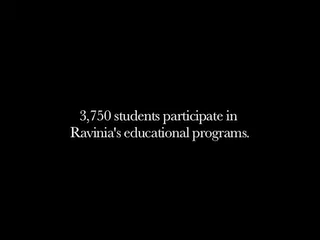 3,750 students participate in
Ravinia's educational programs.